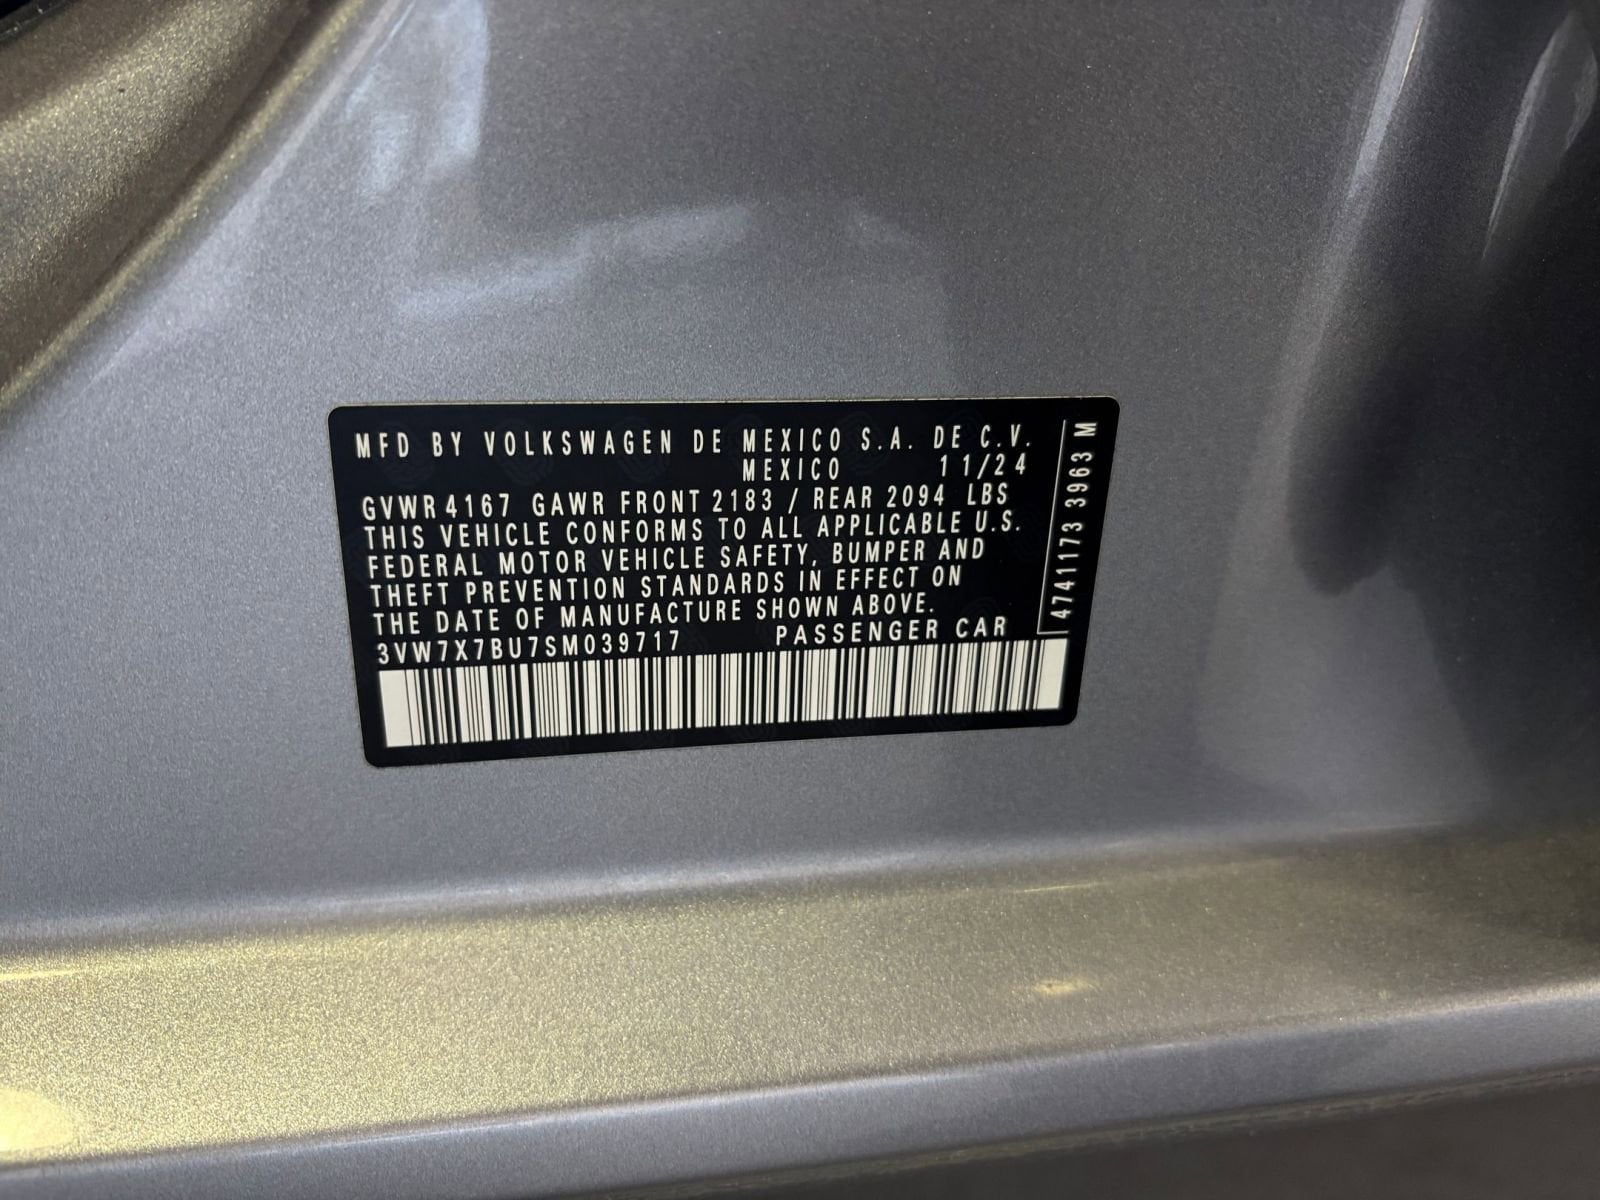 MFD BY VOLKSWAGEN DE MEXICO S.A. DE C.V.
MEXICO 11/24
GVWR 4167 GAWR FRONT 2183 / REAR 2094 LBS
THIS VEHICLE CONFORMS TO ALL APPLICABLE U.S.
FEDERAL MOTOR VEHICLE SAFETY, BUMPER AND
THEFT PREVENTION STANDARDS IN EFFECT ON
THE DATE OF MANUFACTURE SHOWN ABOVE.
3VW7X7BU7SM039717 PASSENGER CAR
4741173 3963 M